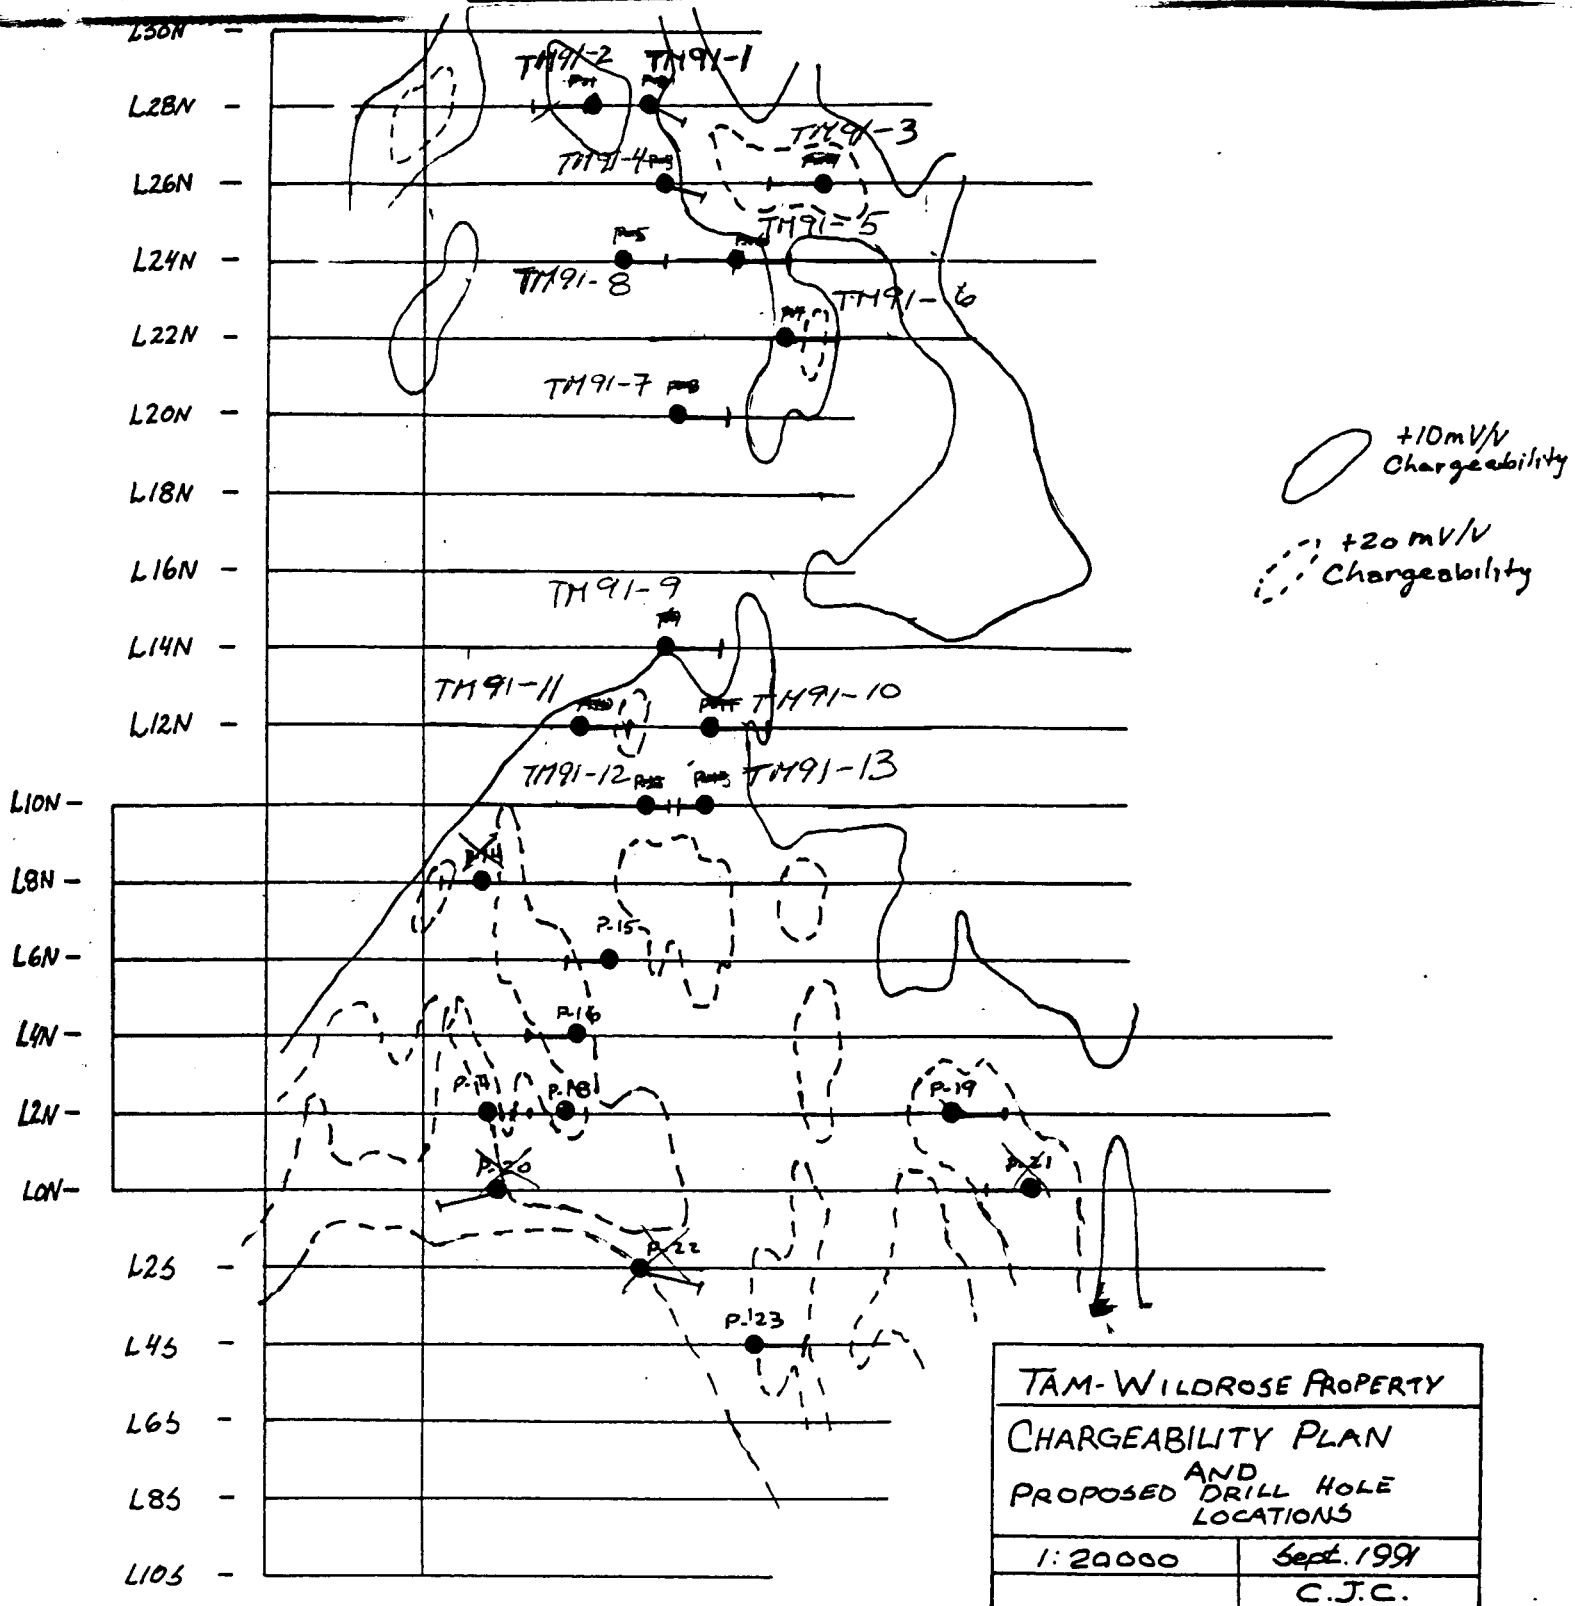 L30N -
TM91-2 TM91-1
L28N -
TM91-3
TM91-4
L26N -
TM91-5
P-5
L24N -
TM91-8
TM91-6
L22N -
TM91-7
L20N -
+10mV/V
Chargeability
L18N -
+20 mV/V
Chargeability
L16N -
TM91-9
L14N -
TM91-11 TM91-10
L12N -
TM91-12 TM91-13
L10N -
P-14
L8N -
P-15
L6N -
P-16
L4N -
P-17 P-18 P-19
L2N -
P-20 P-21
L0N -
P-22
L2S -
P-23
L4S -
L6S -
L8S -
L10S -
TAM-WILDROSE PROPERTY
CHARGEABILITY PLAN
AND
PROPOSED DRILL HOLE
LOCATIONS
1:20000 Sept. 1991
C.J.C.